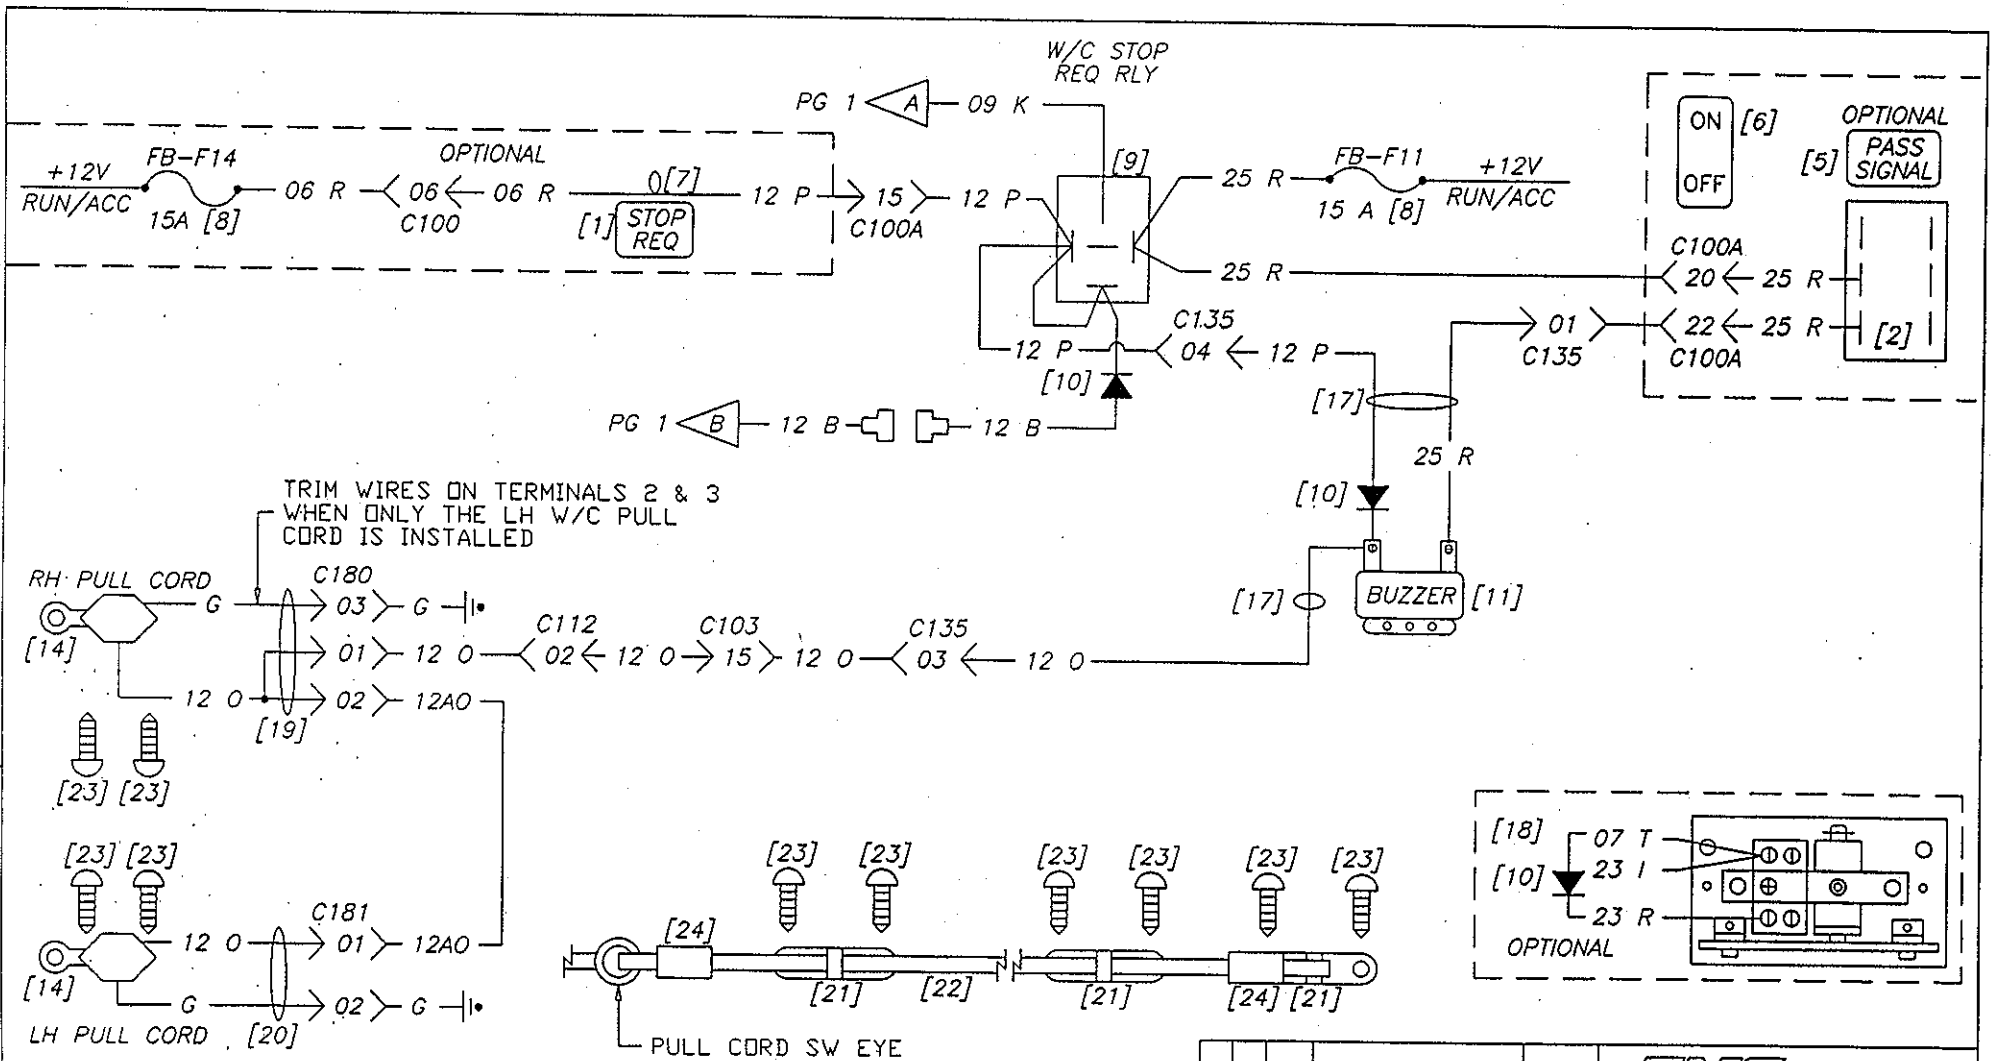 W/C STOP
REQ RLY
PG 1 A 09 K
OPTIONAL
+12V
RUN/ACC
FB-F14
15A [8]
06 R 06 06 R
C100
0[7]
[1] STOP
REQ
12 P 15 12 P
C100A
[9]
25 R
FB-F11
15 A [8]
+12V
RUN/ACC
ON
OFF
[6]
OPTIONAL
[5] PASS
SIGNAL
25 R
C100A
20 25 R
01
C135
22 25 R
C100A
[2]
12 P
C135
04 12 P
[10]
PG 1 B 12 B 12 B
[17]
25 R
[10]
TRIM WIRES ON TERMINALS 2 & 3
WHEN ONLY THE LH W/C PULL
CORD IS INSTALLED
RH PULL CORD
[14]
G
C180
03 G
01 12 O
C112
02 12 O
C103
15 12 O
C135
03 12 O
[17]
BUZZER [11]
12 O 02 12AO
[19]
[23] [23]
[23] [23]
[14]
12 O
C181
01 12AO
G 02 G
LH PULL CORD [20]
[24]
[23] [23] [23] [23] [23] [23]
[21] [22] [21] [24] [21]
PULL CORD SW EYE
[18] 07 T
[10] 23 I
23 R
OPTIONAL